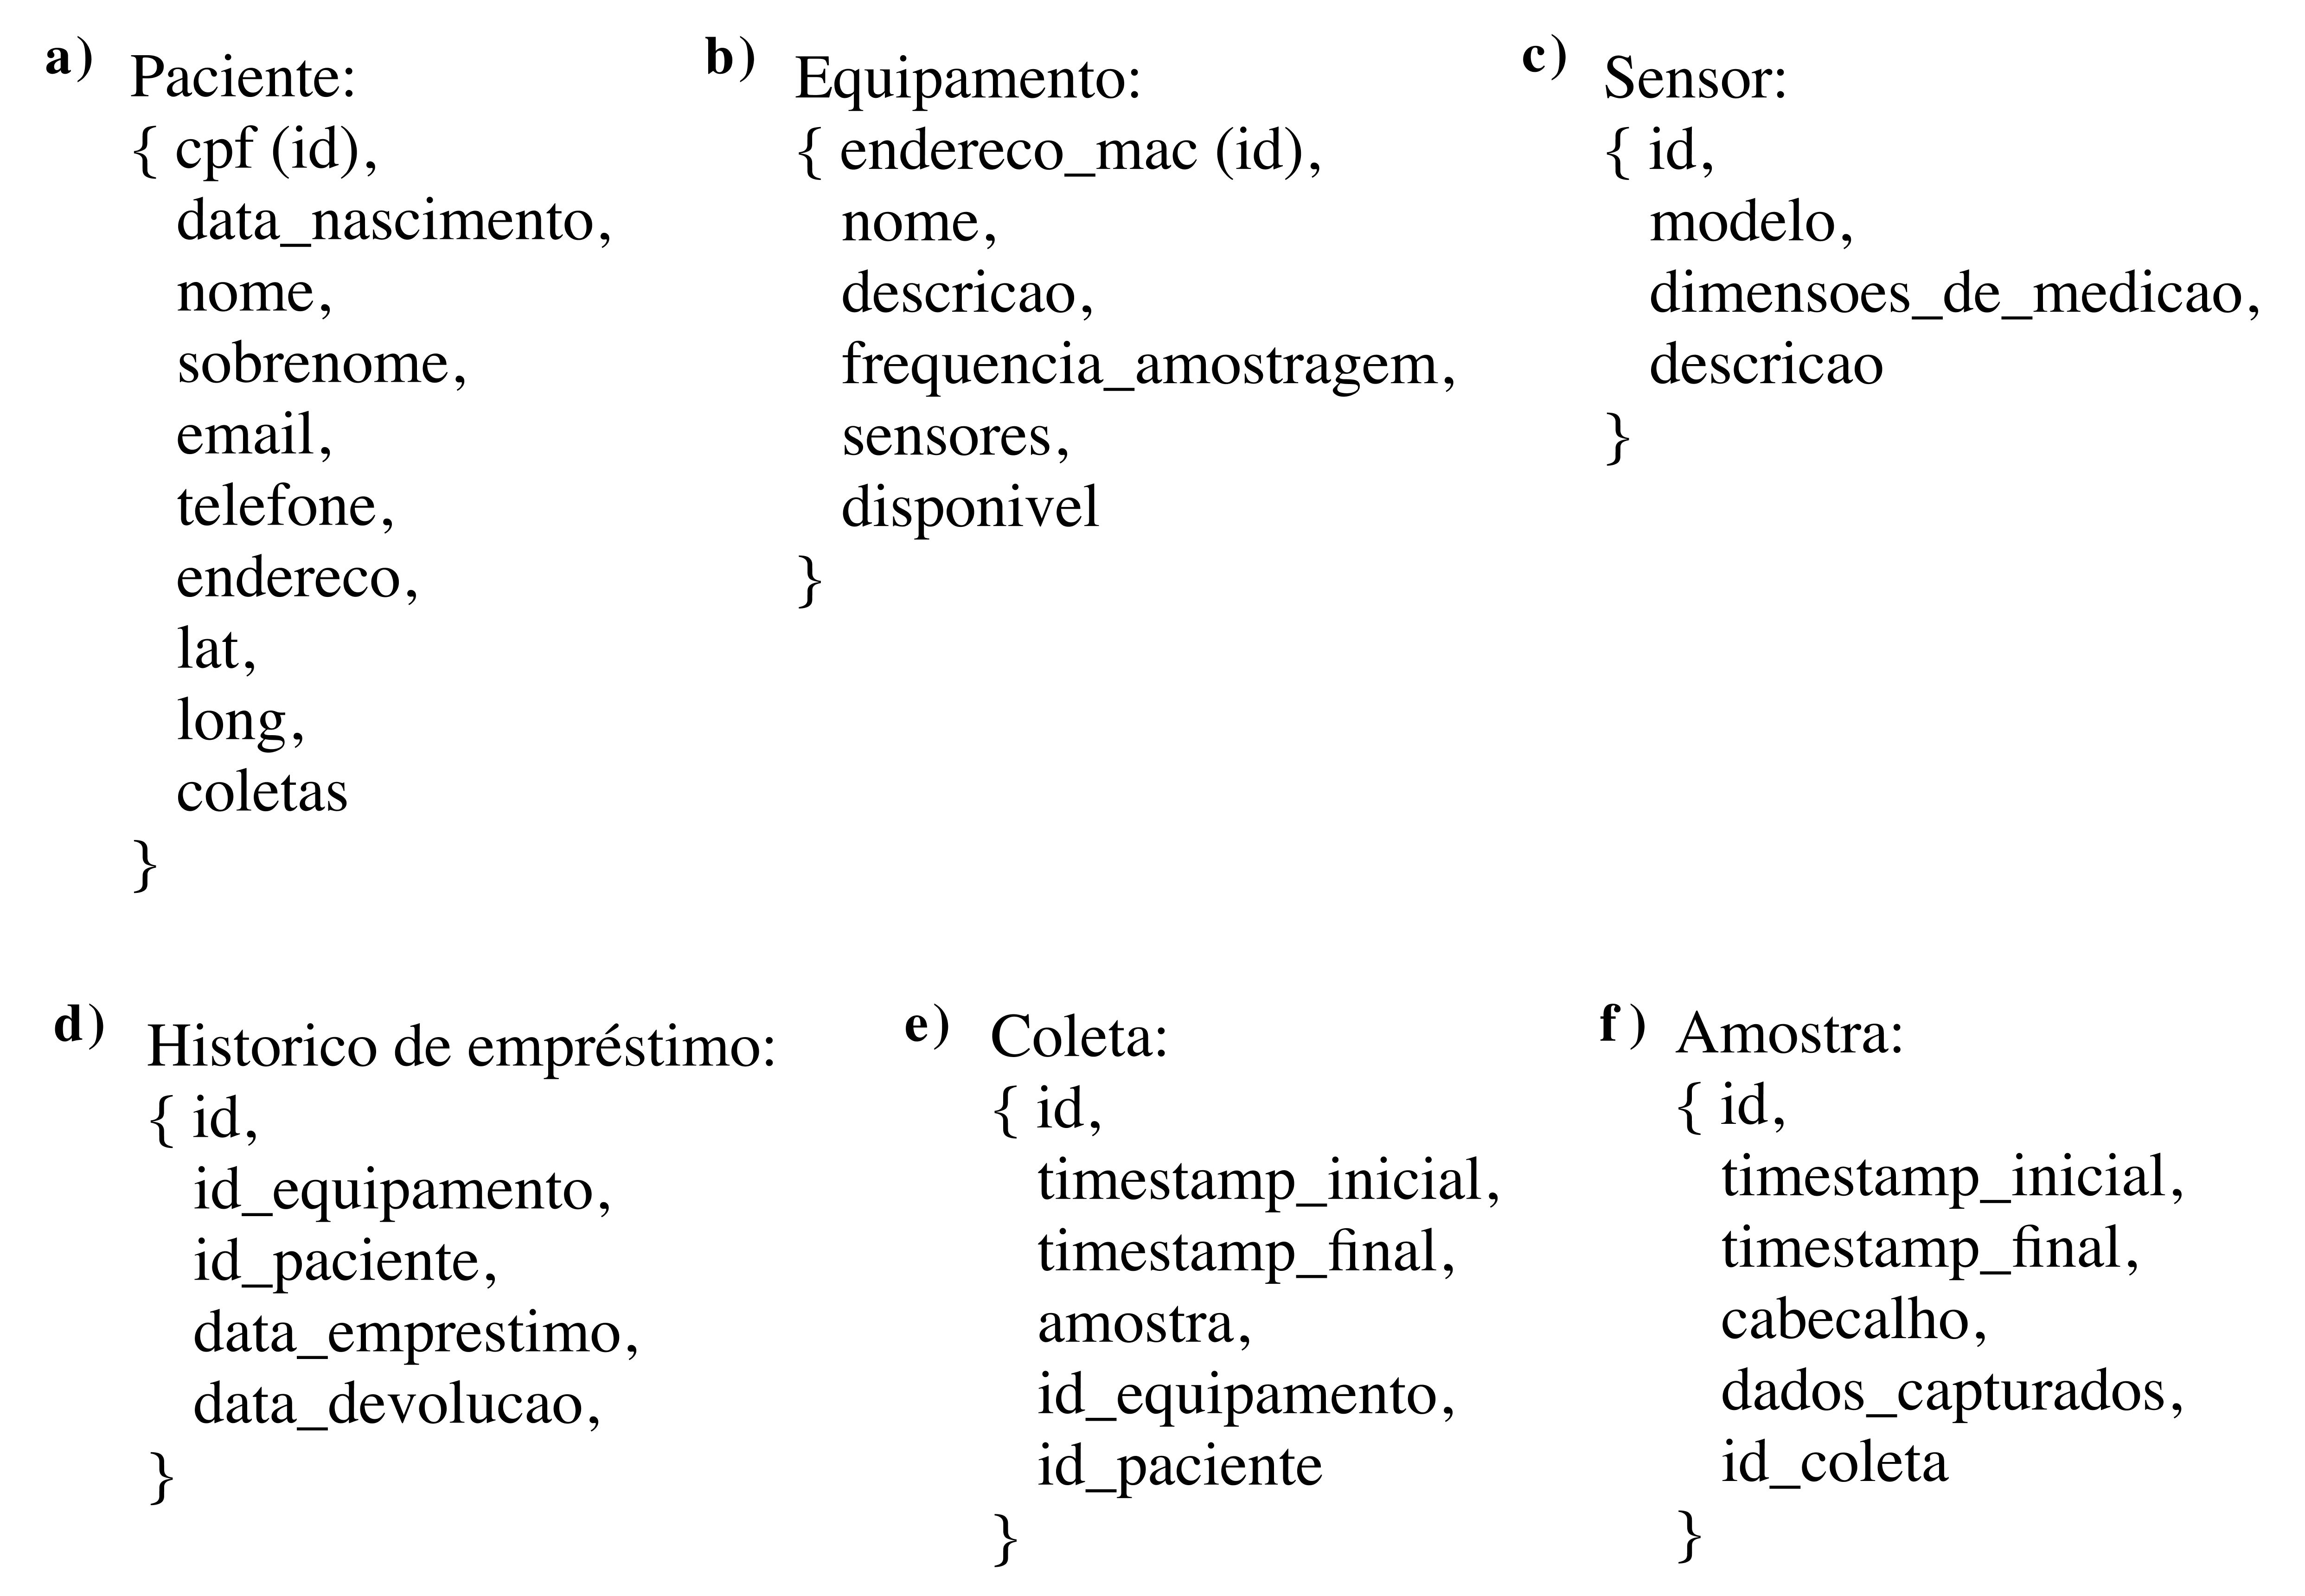 a)
Paciente:
{ cpf (id),
data_nascimento,
nome,
sobrenome,
email,
telefone,
endereco,
lat,
long,
coletas
}
b)
Equipamento:
{ endereco_mac (id),
nome,
descricao,
frequencia_amostragem,
sensores,
disponivel
}
c)
Sensor:
{ id,
modelo,
dimensoes_de_medicao,
descricao
}
d)
Historico de empréstimo:
{ id,
id_equipamento,
id_paciente,
data_emprestimo,
data_devolucao,
}
e)
Coleta:
{ id,
timestamp_inicial,
timestamp_final,
amostra,
id_equipamento,
id_paciente
}
f)
Amostra:
{ id,
timestamp_inicial,
timestamp_final,
cabecalho,
dados_capturados,
id_coleta
}